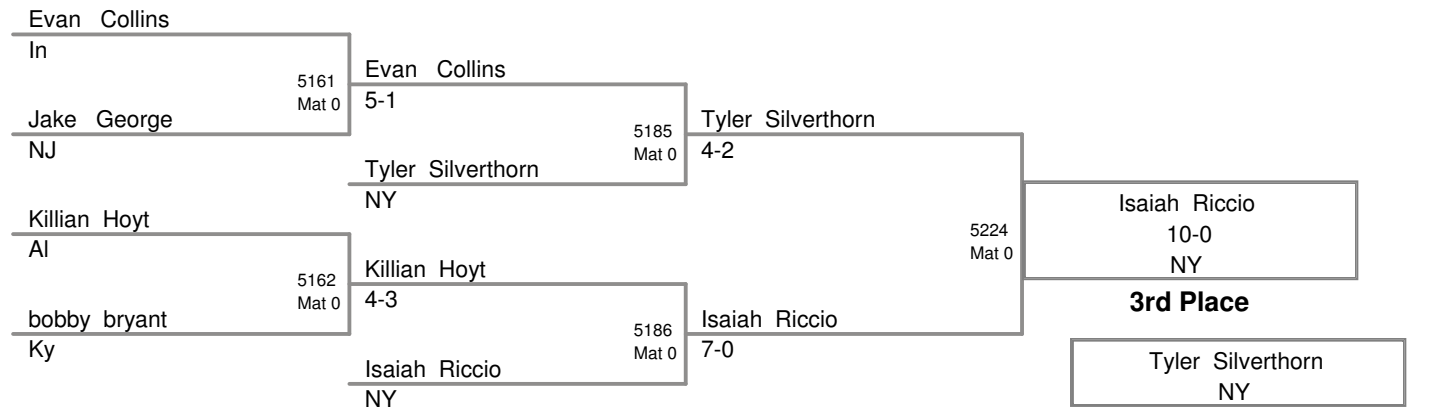 Evan Collins
In
5161
Mat 0
Jake George
NJ
Evan Collins
5-1
5185
Mat 0
Tyler Silverthorn
NY
Tyler Silverthorn
4-2
Killian Hoyt
Al
5162
Mat 0
bobby bryant
Ky
Killian Hoyt
4-3
5186
Mat 0
Isaiah Riccio
NY
Isaiah Riccio
7-0
5224
Mat 0
Isaiah Riccio
10-0
NY
3rd Place
Tyler Silverthorn
NY